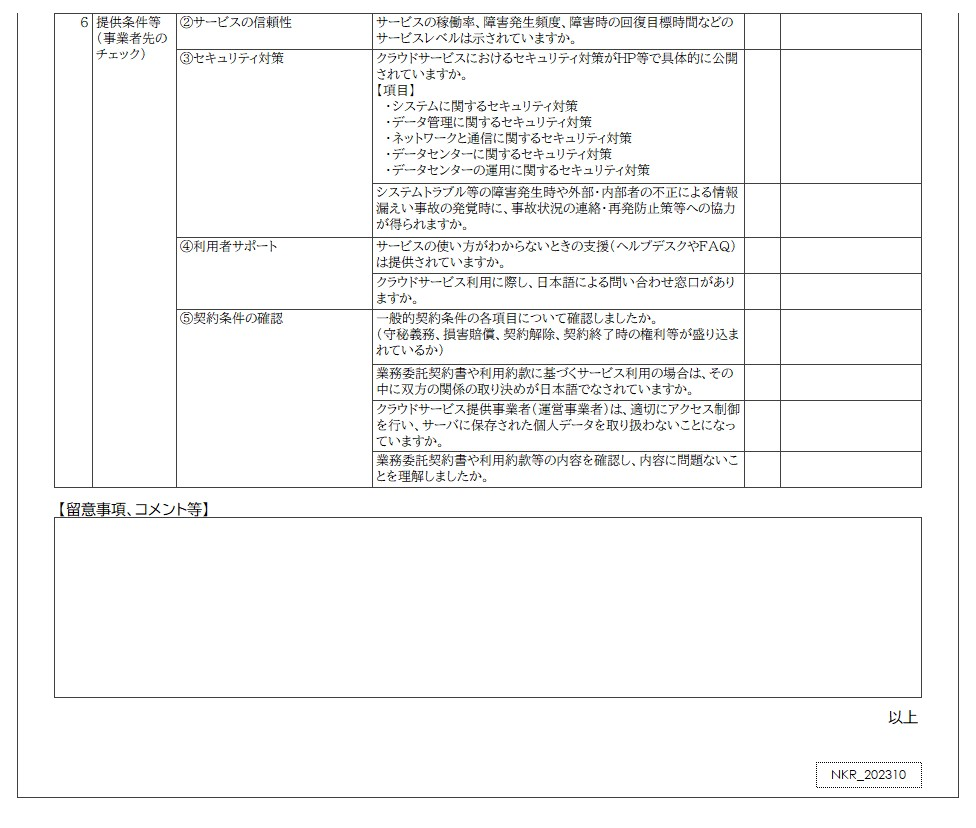 6 提供条件等 ②サービスの信頼性 サービスの稼働率、障害発生頻度、障害時の回復目標時間などの
（事業者先の サービスレベルは示されていますか。
チェック） ③セキュリティ対策 クラウドサービスにおけるセキュリティ対策がHP等で具体的に公開
されていますか。
【項目】
・システムに関するセキュリティ対策
・データ管理に関するセキュリティ対策
・ネットワークと通信に関するセキュリティ対策
・データセンターに関するセキュリティ対策
・データセンターの運用に関するセキュリティ対策
システムトラブル等の障害発生時や外部・内部者の不正による情報
漏えい事故の発覚時に、事故状況の連絡・再発防止策等への協力
が得られますか。
④利用者サポート サービスの使い方がわからないときの支援（ヘルプデスクやFAQ）
は提供されていますか。
クラウドサービス利用に際し、日本語による問い合わせ窓口があり
ますか。
⑤契約条件の確認 一般的契約条件の各項目について確認しましたか。
（守秘義務、損害賠償、契約解除、契約終了時の権利等が盛り込ま
れているか）
業務委託契約書や利用約款に基づくサービス利用の場合は、その
中に双方の関係の取り決めが日本語でなされていますか。
クラウドサービス提供事業者（運営事業者）は、適切にアクセス制御
を行い、サーバに保存された個人データを取り扱わないことになっ
ていますか。
業務委託契約書や利用約款等の内容を確認し、内容に問題ないこ
とを理解しましたか。
【留意事項、コメント等】
以上
NKR_202310